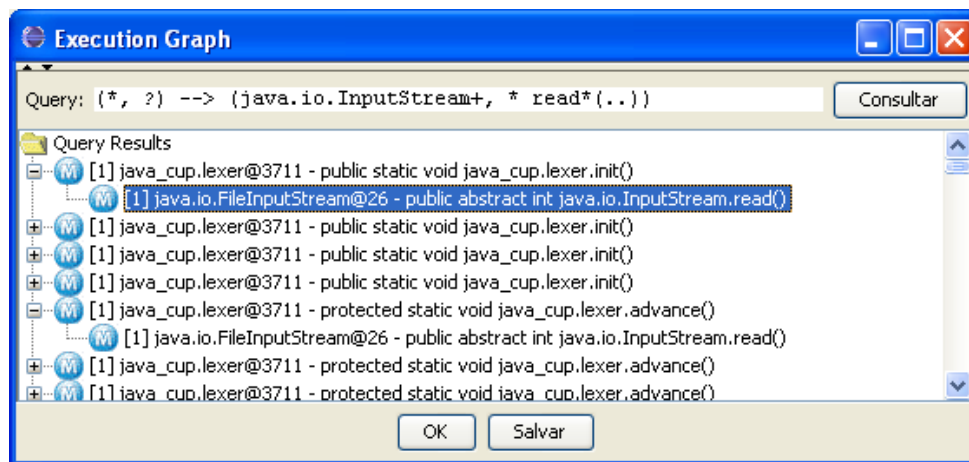 Execution Graph
Query: (*, ?) --> (java.io.InputStream+, * read*(..)) Consultar
Query Results
[1] java_cup.lexer@3711 - public static void java_cup.lexer.init()
[1] java.io.FileInputStream@26 - public abstract int java.io.InputStream.read()
[1] java_cup.lexer@3711 - public static void java_cup.lexer.init()
[1] java_cup.lexer@3711 - public static void java_cup.lexer.init()
[1] java_cup.lexer@3711 - public static void java_cup.lexer.init()
[1] java_cup.lexer@3711 - protected static void java_cup.lexer.advance()
[1] java.io.FileInputStream@26 - public abstract int java.io.InputStream.read()
[1] java_cup.lexer@3711 - protected static void java_cup.lexer.advance()
[1] java_cup.lexer@3711 - protected static void java_cup.lexer.advance()
OK Salvar